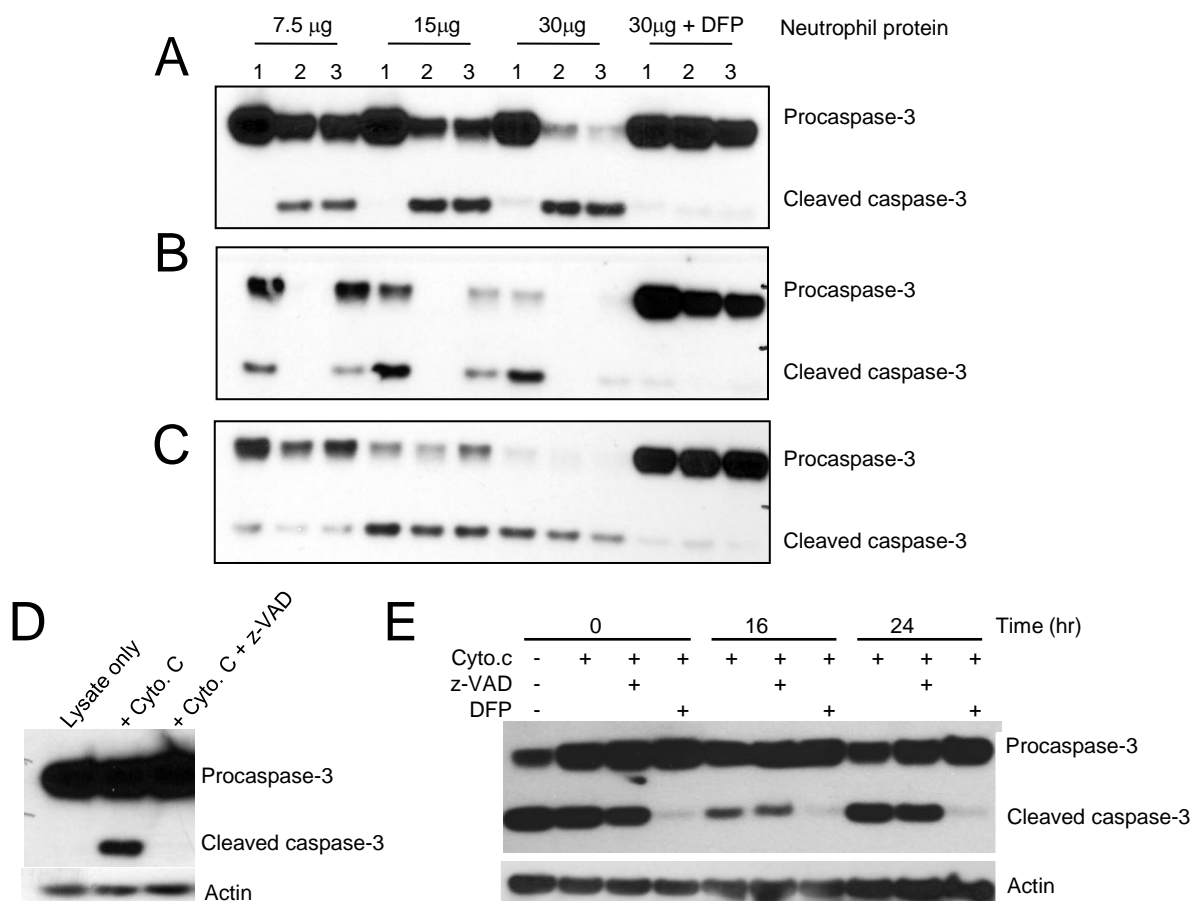 7.5 μg 15μg 30μg 30μg + DFP Neutrophil protein
A
1 2 3 1 2 3 1 2 3 1 2 3
Procaspase-3
Cleaved caspase-3
B
Procaspase-3
Cleaved caspase-3
C
Procaspase-3
Cleaved caspase-3
D
Lysate only
+ Cyto. C
+ Cyto. C + z-VAD
Procaspase-3
Cleaved caspase-3
Actin
E
0 16 24 Time (hr)
Cyto.c - + + + + + + + + +
z-VAD - + + +
DFP - + + +
Procaspase-3
Cleaved caspase-3
Actin